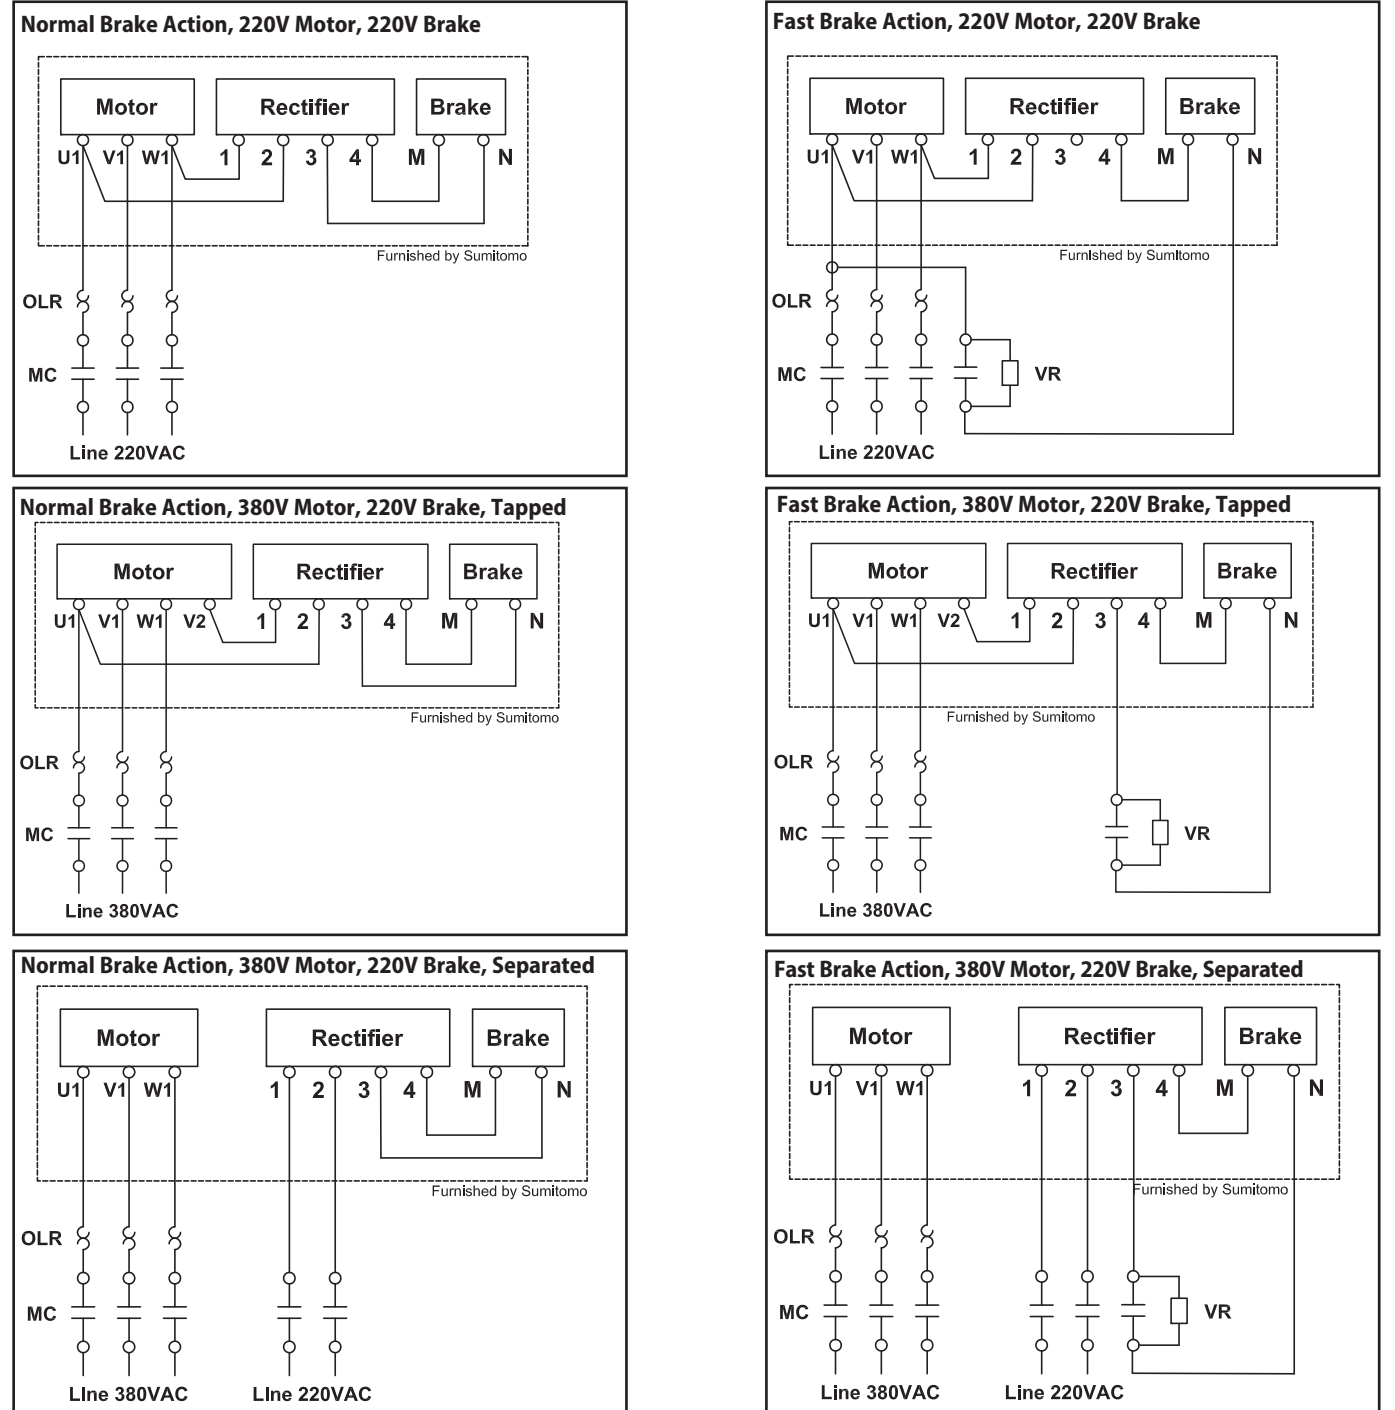 Normal Brake Action, 220V Motor, 220V Brake
Motor Rectifier Brake
U1 V1 W1 1 2 3 4 M N
Furnished by Sumitomo
OLR
MC
Line 220VAC
Fast Brake Action, 220V Motor, 220V Brake
Motor Rectifier Brake
U1 V1 W1 1 2 3 4 M N
Furnished by Sumitomo
OLR
MC VR
Line 220VAC
Normal Brake Action, 380V Motor, 220V Brake, Tapped
Motor Rectifier Brake
U1 V1 W1 V2 1 2 3 4 M N
Furnished by Sumitomo
OLR
MC
Line 380VAC
Fast Brake Action, 380V Motor, 220V Brake, Tapped
Motor Rectifier Brake
U1 V1 W1 V2 1 2 3 4 M N
Furnished by Sumitomo
OLR
MC VR
Line 380VAC
Normal Brake Action, 380V Motor, 220V Brake, Separated
Motor Rectifier Brake
U1 V1 W1 1 2 3 4 M N
Furnished by Sumitomo
OLR
MC
LIne 380VAC LIne 220VAC
Fast Brake Action, 380V Motor, 220V Brake, Separated
Motor Rectifier Brake
U1 V1 W1 1 2 3 4 M N
Furnished by Sumitomo
OLR
MC VR
Line 380VAC Line 220VAC